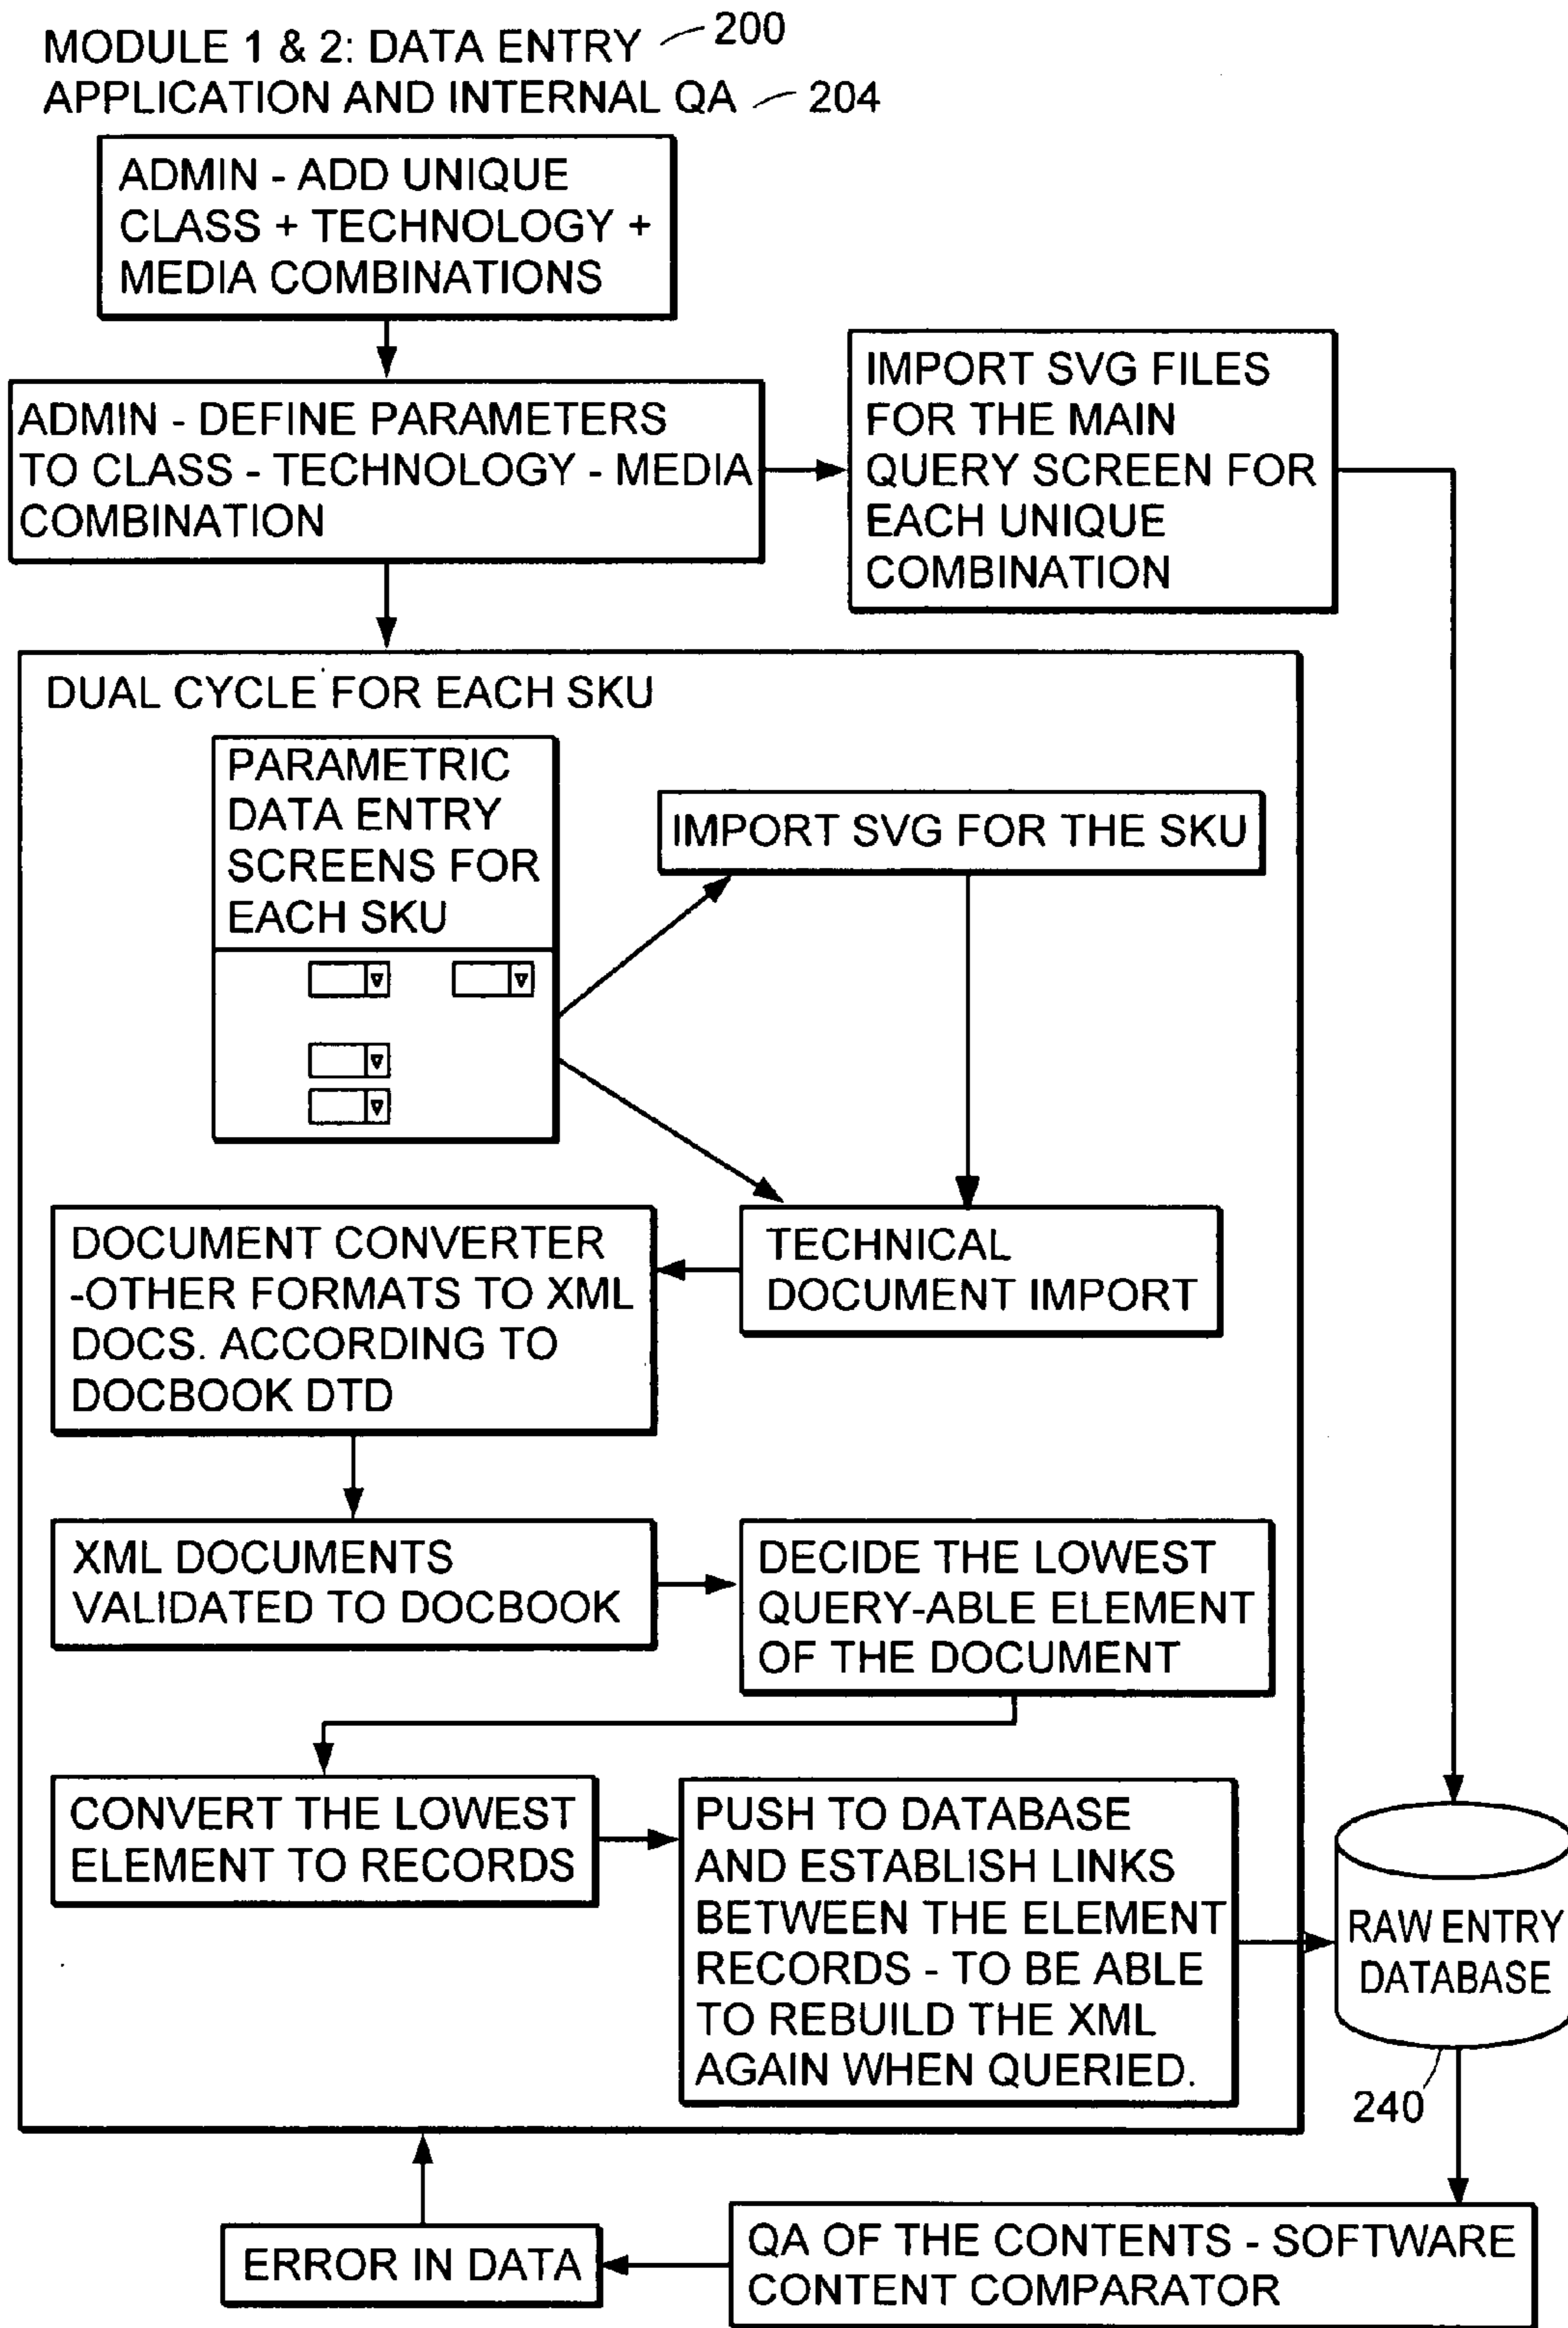 MODULE 1 & 2: DATA ENTRY 200
APPLICATION AND INTERNAL QA 204
ADMIN - ADD UNIQUE
CLASS + TECHNOLOGY +
MEDIA COMBINATIONS
ADMIN - DEFINE PARAMETERS
TO CLASS - TECHNOLOGY - MEDIA
COMBINATION
IMPORT SVG FILES
FOR THE MAIN
QUERY SCREEN FOR
EACH UNIQUE
COMBINATION
DUAL CYCLE FOR EACH SKU
PARAMETRIC
DATA ENTRY
SCREENS FOR
EACH SKU
IMPORT SVG FOR THE SKU
TECHNICAL
DOCUMENT IMPORT
DOCUMENT CONVERTER
-OTHER FORMATS TO XML
DOCS. ACCORDING TO
DOCBOOK DTD
XML DOCUMENTS
VALIDATED TO DOCBOOK
DECIDE THE LOWEST
QUERY-ABLE ELEMENT
OF THE DOCUMENT
CONVERT THE LOWEST
ELEMENT TO RECORDS
PUSH TO DATABASE
AND ESTABLISH LINKS
BETWEEN THE ELEMENT
RECORDS - TO BE ABLE
TO REBUILD THE XML
AGAIN WHEN QUERIED.
RAW ENTRY
DATABASE
240
QA OF THE CONTENTS - SOFTWARE
CONTENT COMPARATOR
ERROR IN DATA